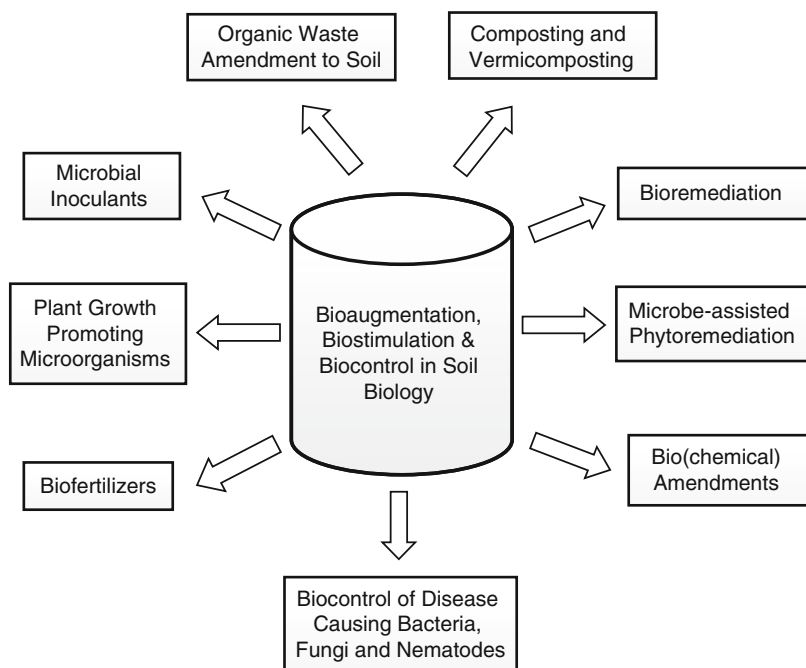 Organic Waste
Amendment to Soil
Composting and
Vermicomposting
Microbial
Inoculants
Bioremediation
Plant Growth
Promoting
Microorganisms
Bioaugmentation,
Biostimulation &
Biocontrol in Soil
Biology
Microbe-assisted
Phytoremediation
Biofertilizers
Bio(chemical)
Amendments
Biocontrol of Disease
Causing Bacteria,
Fungi and Nematodes